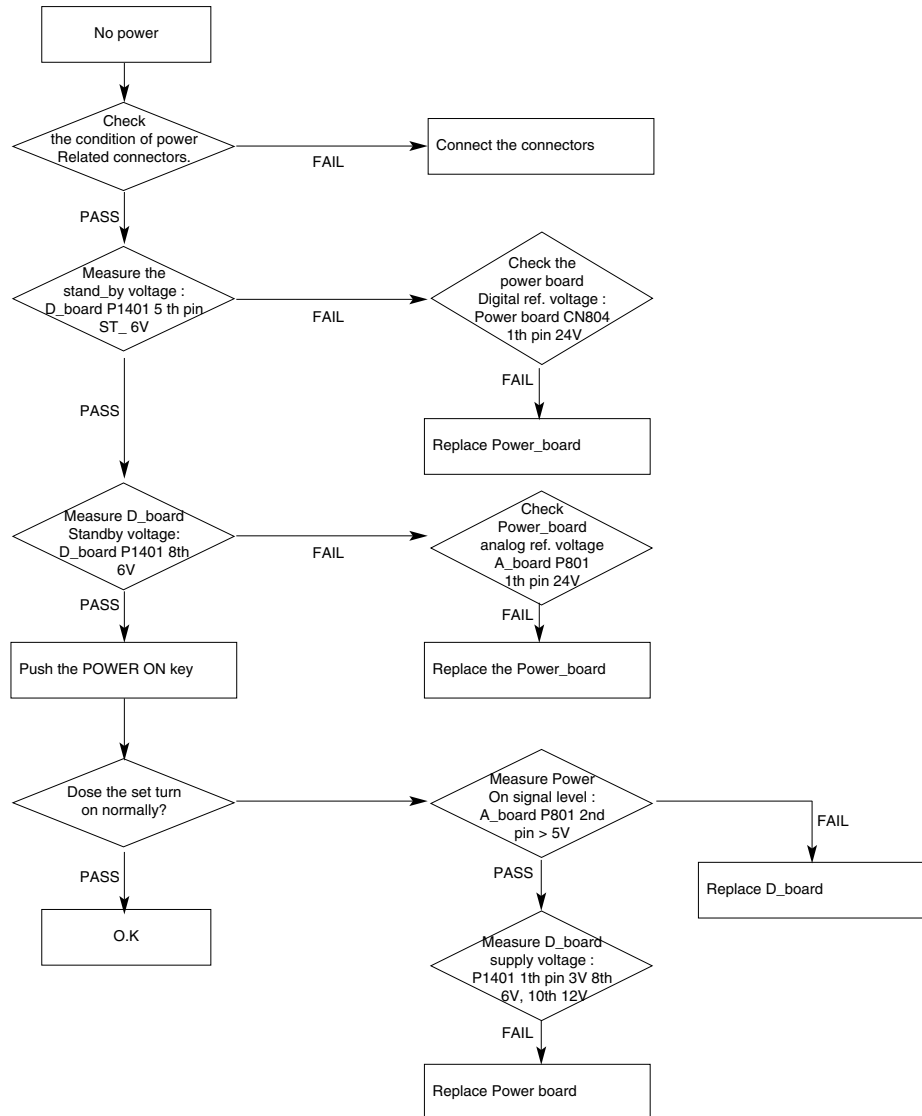 No power
Check
the condition of power
Related connectors.
FAIL
Connect the connectors
PASS
Measure the
stand_by voltage :
D_board P1401 5 th pin
ST_ 6V
FAIL
Check the
power board
Digital ref. voltage :
Power board CN804
1th pin 24V
FAIL
Replace Power_board
PASS
Measure D_board
Standby voltage:
D_board P1401 8th
6V
FAIL
Check
Power_board
analog ref. voltage
A_board P801
1th pin 24V
FAIL
Replace the Power_board
PASS
Push the POWER ON key
Dose the set turn
on normally?
Measure Power
On signal level :
A_board P801 2nd
pin > 5V
FAIL
Replace D_board
PASS
O.K
PASS
Measure D_board
supply voltage :
P1401 1th pin 3V 8th
6V, 10th 12V
FAIL
Replace Power board